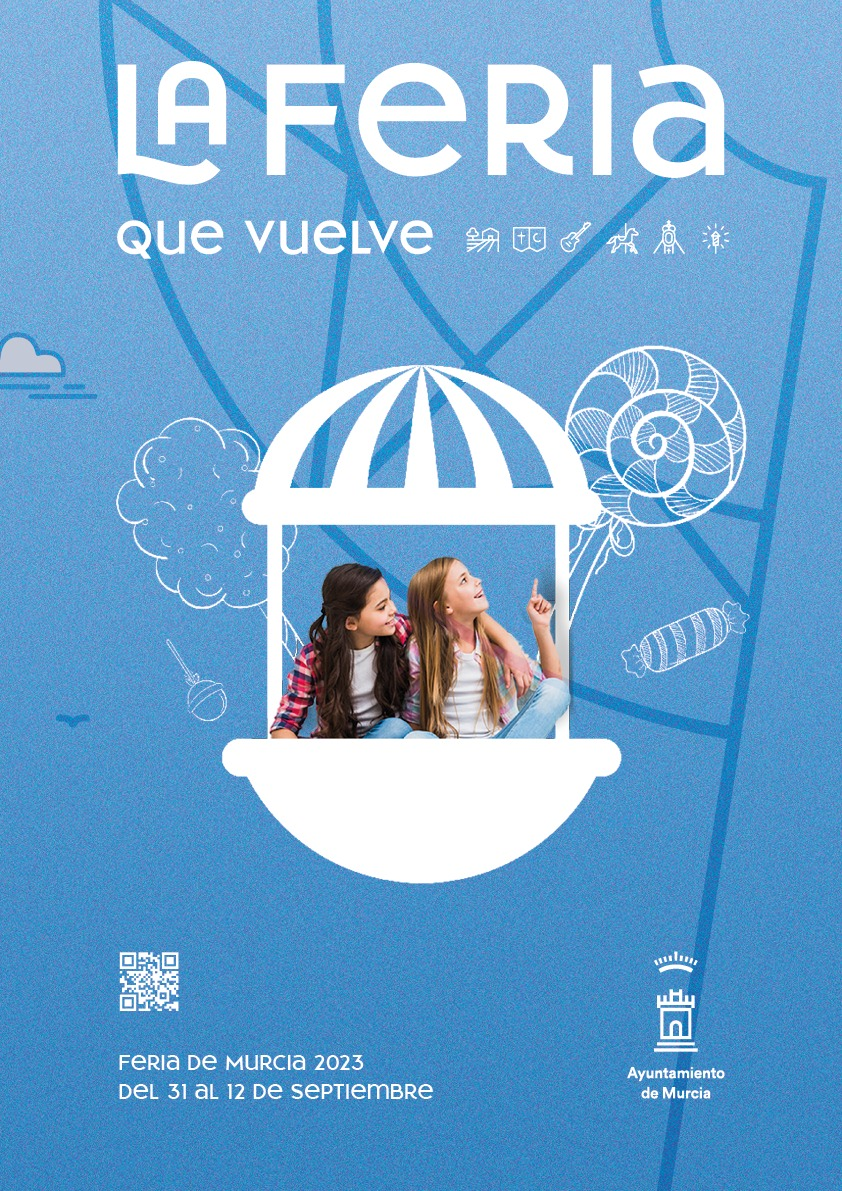 LA FERIA
QUE VUELVE
FERIA DE MURCIA 2023
DEL 31 AL 12 DE SEPTIEMBRE
Ayuntamiento
de Murcia